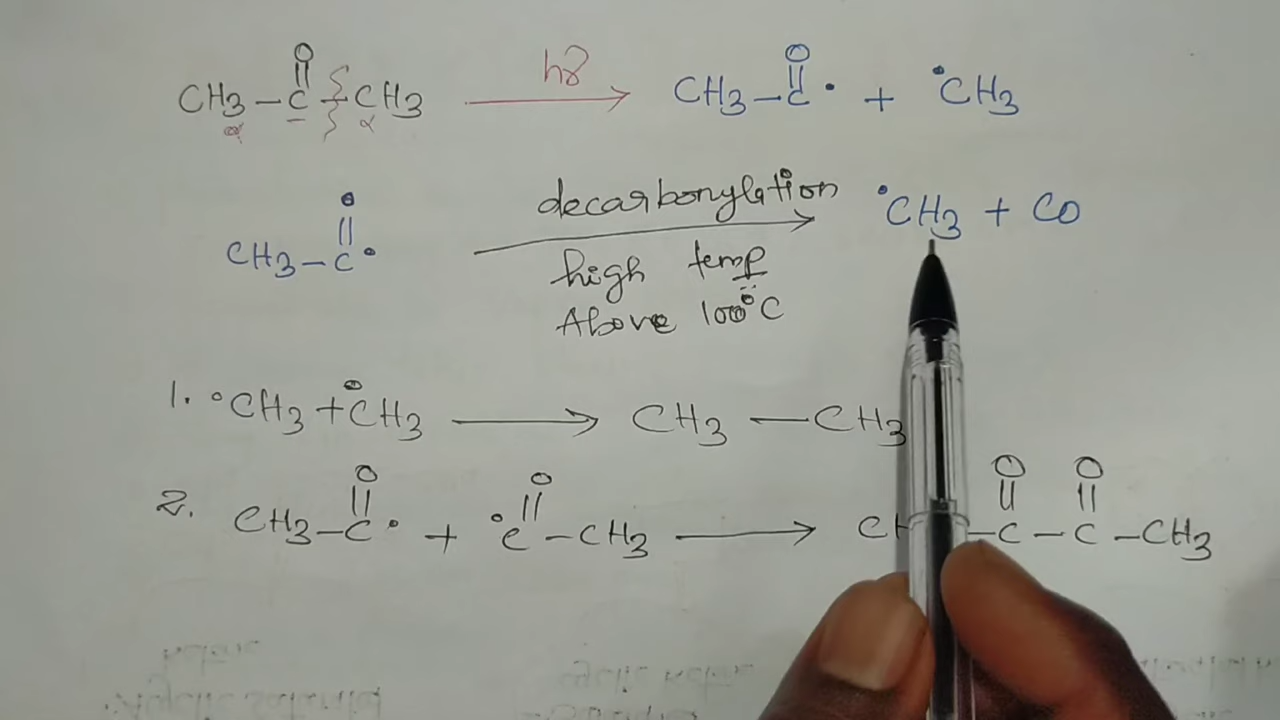 O O
CH3 – C – CH3 hν CH3 – C • + •CH3
α α
decarbonylation
O •CH3 + CO
CH3 – C •
high temp
Above 100°C
1. •CH3 + •CH3 → CH3 – CH3
O O O O
2. CH3 – C • + •C – CH3 → CH – C – C – CH3